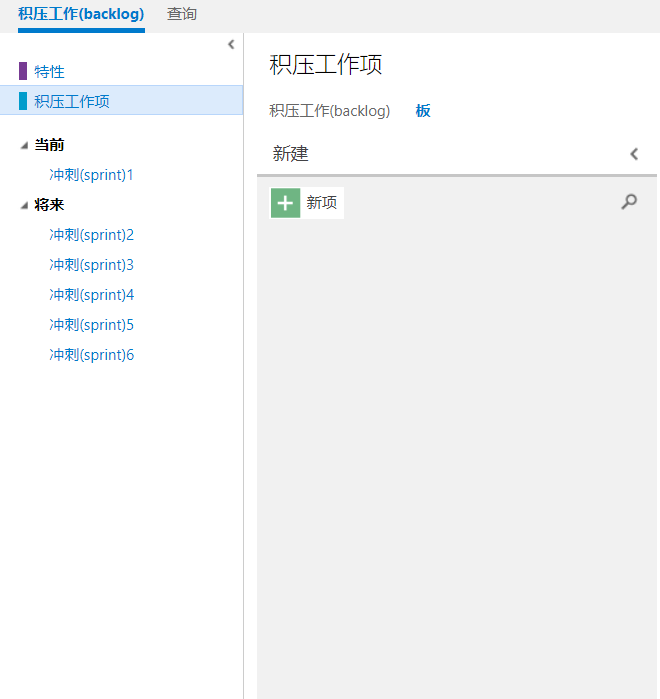 积压工作(backlog) 查询
特性
积压工作项
当前
冲刺(sprint)1
将来
冲刺(sprint)2
冲刺(sprint)3
冲刺(sprint)4
冲刺(sprint)5
冲刺(sprint)6
积压工作项
积压工作(backlog) 板
新建
新项